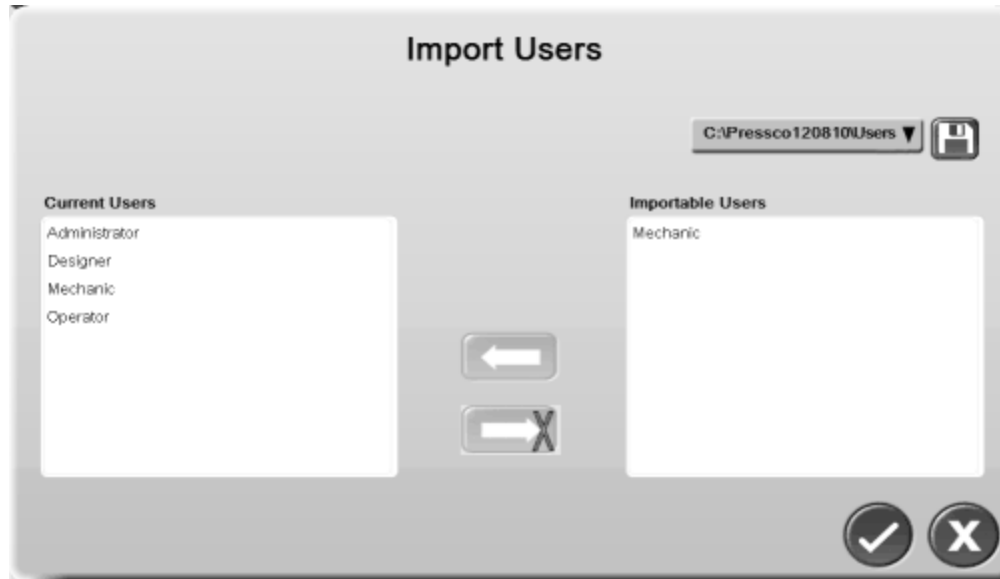 Import Users
C:\Pressco120810\Users
Current Users
Administrator
Designer
Mechanic
Operator
Importable Users
Mechanic